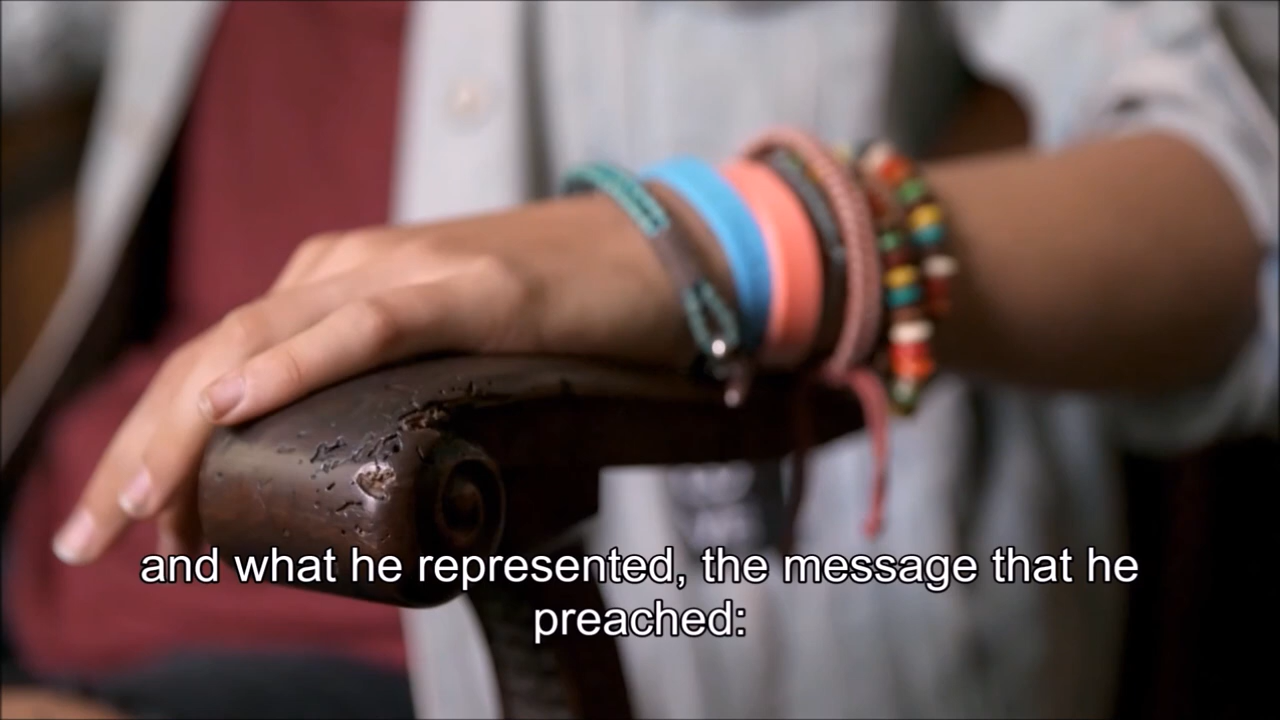 and what he represented, the message that he
preached: